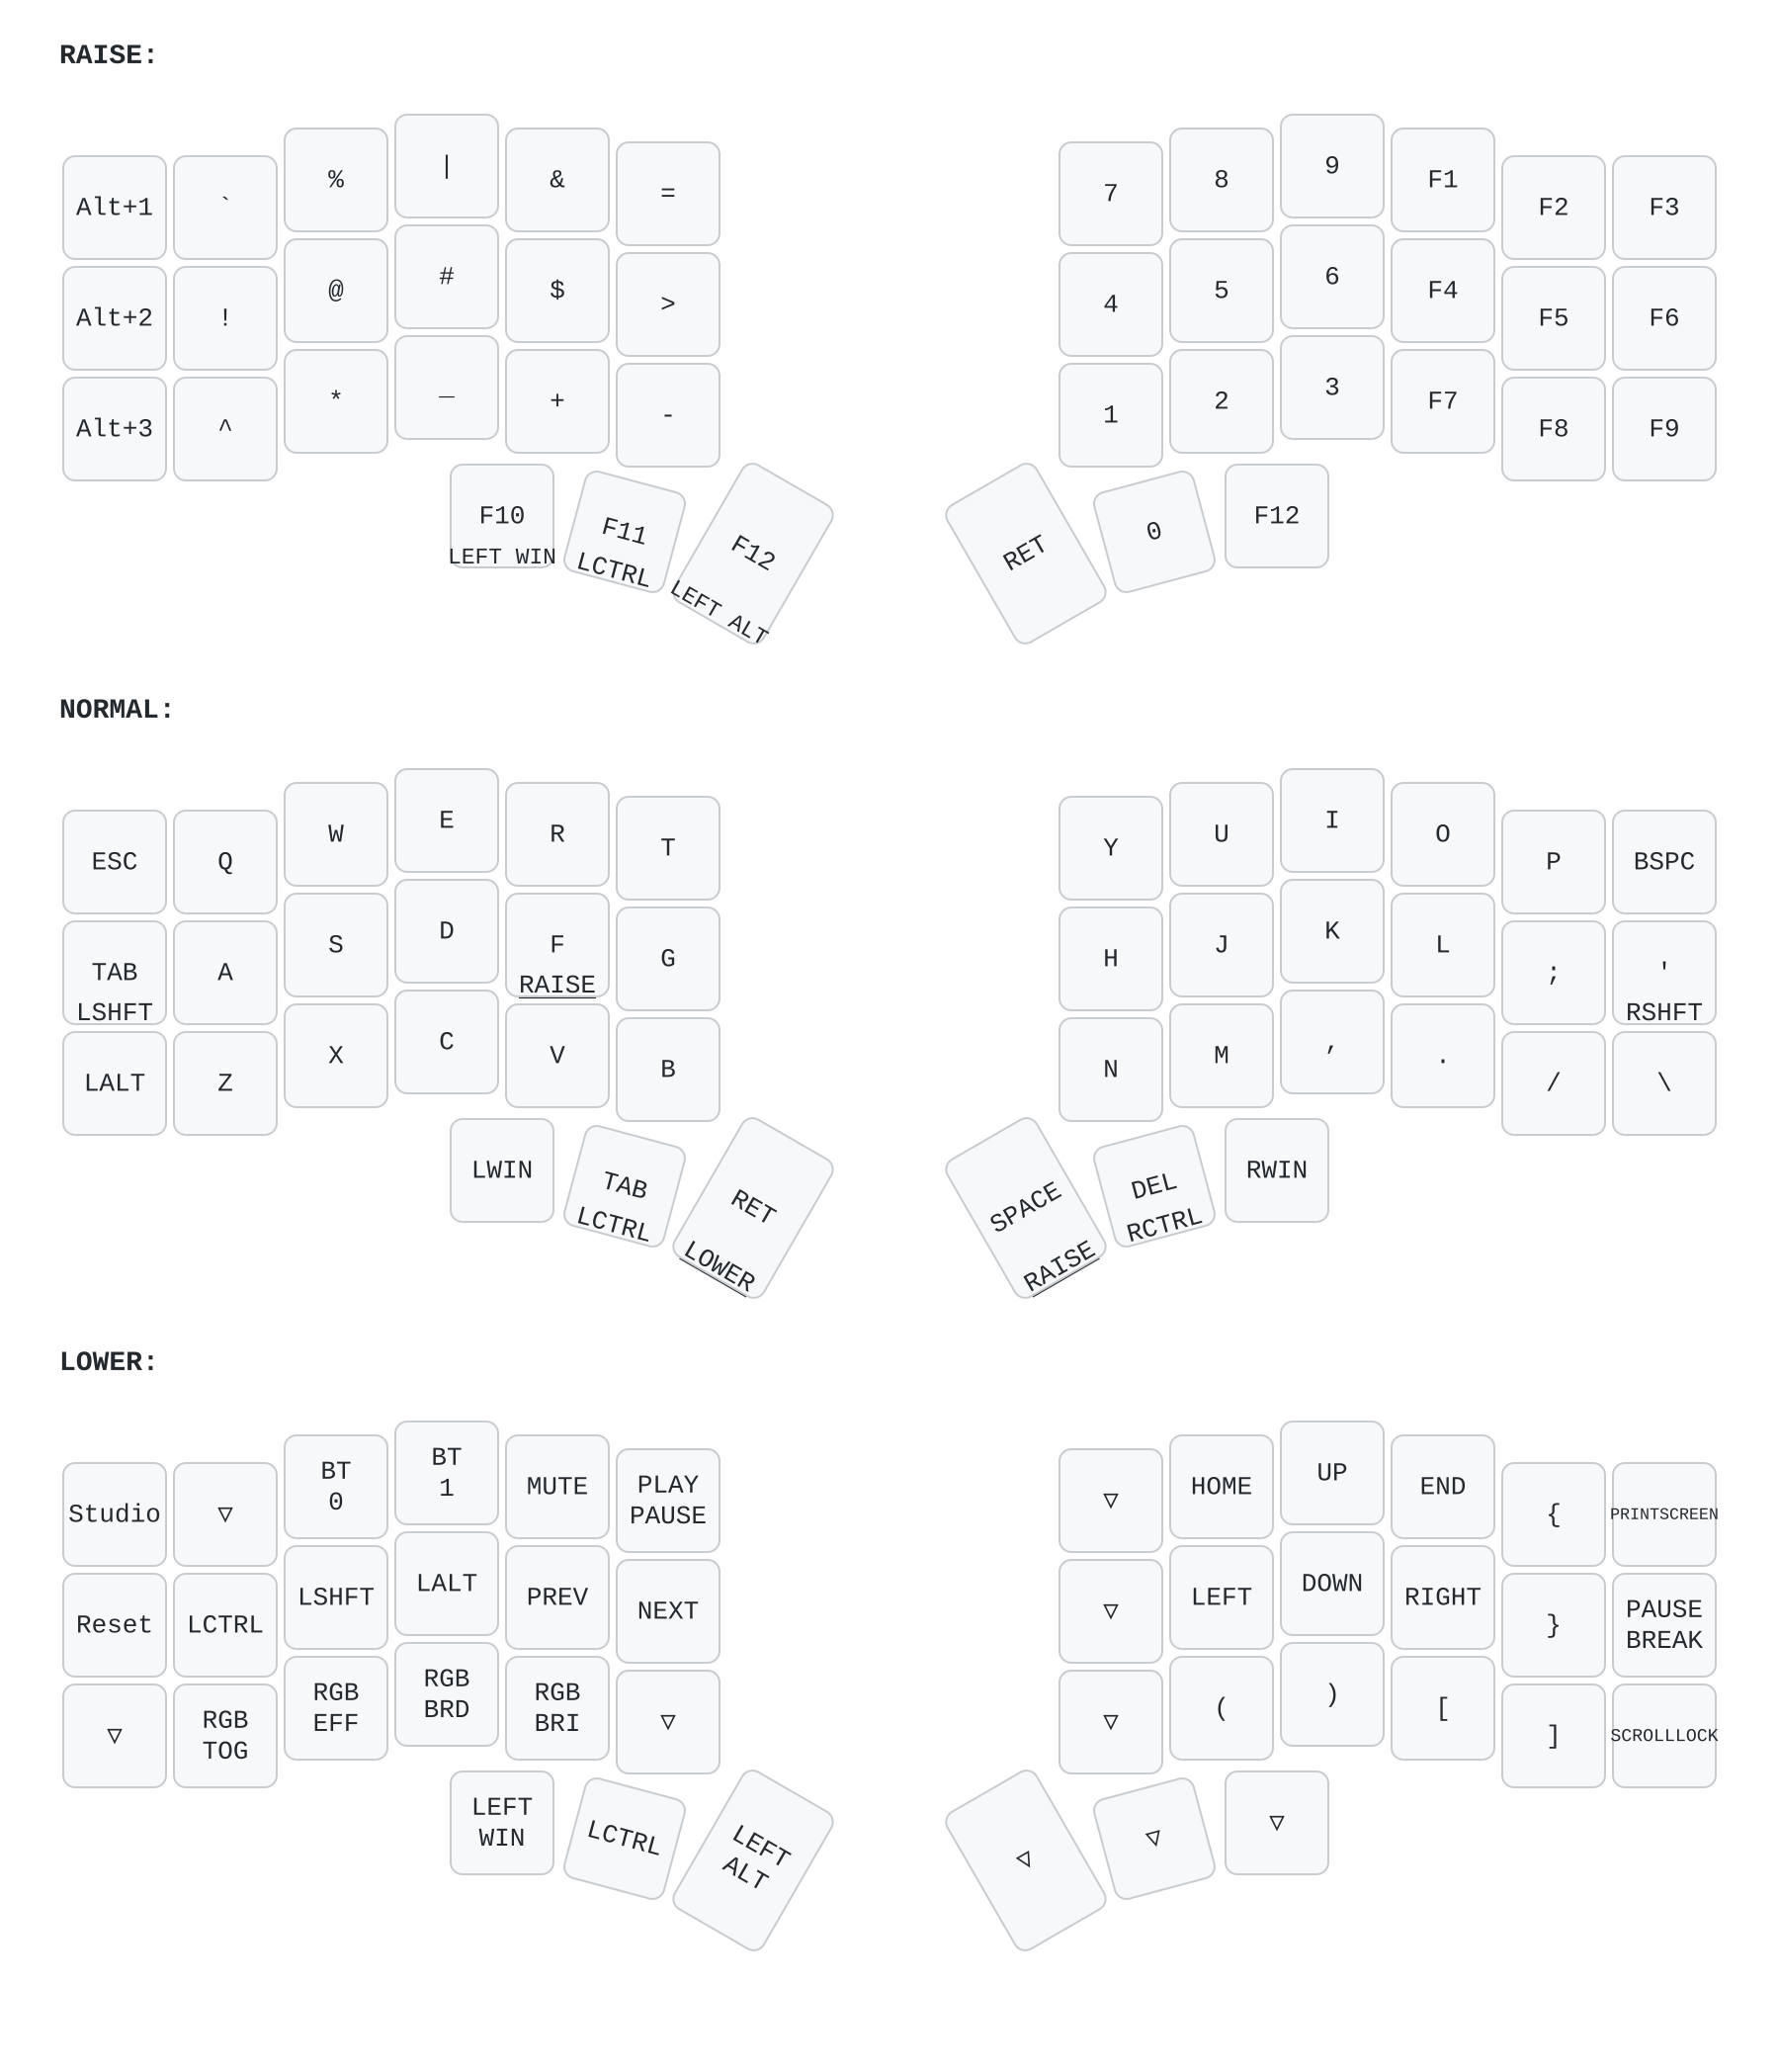 RAISE:
Alt+1 ` % | & = 7 8 9 F1 F2 F3
Alt+2 ! @ # $ > 4 5 6 F4 F5 F6
Alt+3 ^ * _ + - 1 2 3 F7 F8 F9
F10 F11 F12 RET 0 F12
LEFT WIN LCTRL LEFT ALT
NORMAL:
ESC Q W E R T Y U I O P BSPC
TAB A S D F G H J K L ; '
LSHFT RAISE RSHFT
LALT Z X C V B N M , . / \
LWIN TAB RET SPACE DEL RWIN
LCTRL LOWER RAISE RCTRL
LOWER:
Studio ▽ BT 0 BT 1 MUTE PLAY PAUSE ▽ HOME UP END { PRINTSCREEN
Reset LCTRL LSHFT LALT PREV NEXT ▽ LEFT DOWN RIGHT } PAUSE BREAK
▽ RGB TOG RGB EFF RGB BRD RGB BRI ▽ ▽ ( ) [ ] SCROLLLOCK
LEFT WIN LCTRL LEFT ALT ▽ ▽ ▽